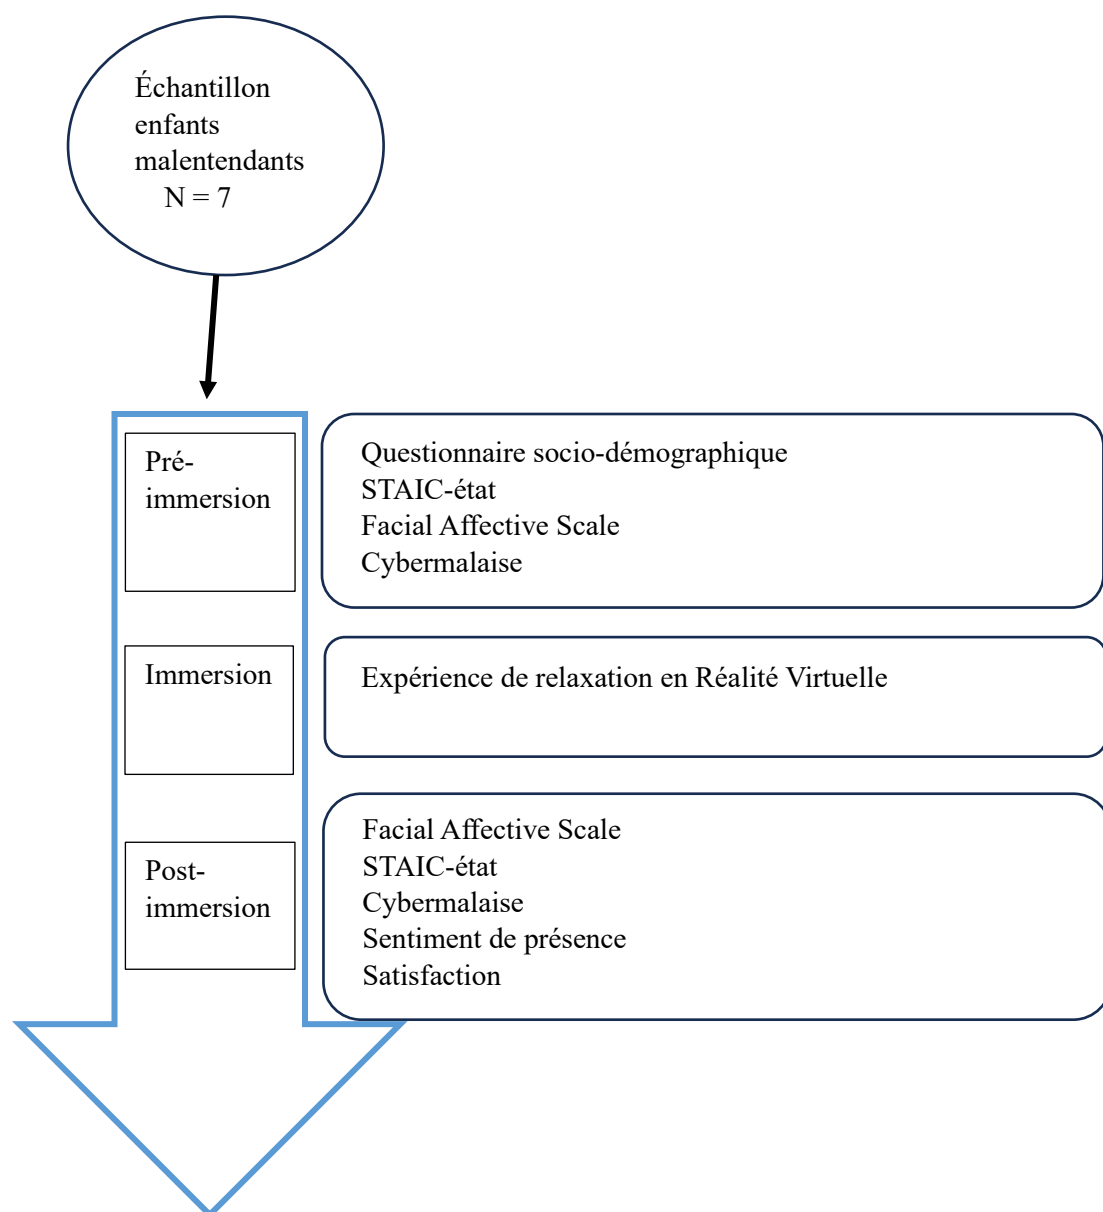 Échantillon
enfants
malentendants
N = 7
Pré-
immersion
Questionnaire socio-démographique
STAIC-état
Facial Affective Scale
Cybermalaise
Immersion
Expérience de relaxation en Réalité Virtuelle
Post-
immersion
Facial Affective Scale
STAIC-état
Cybermalaise
Sentiment de présence
Satisfaction